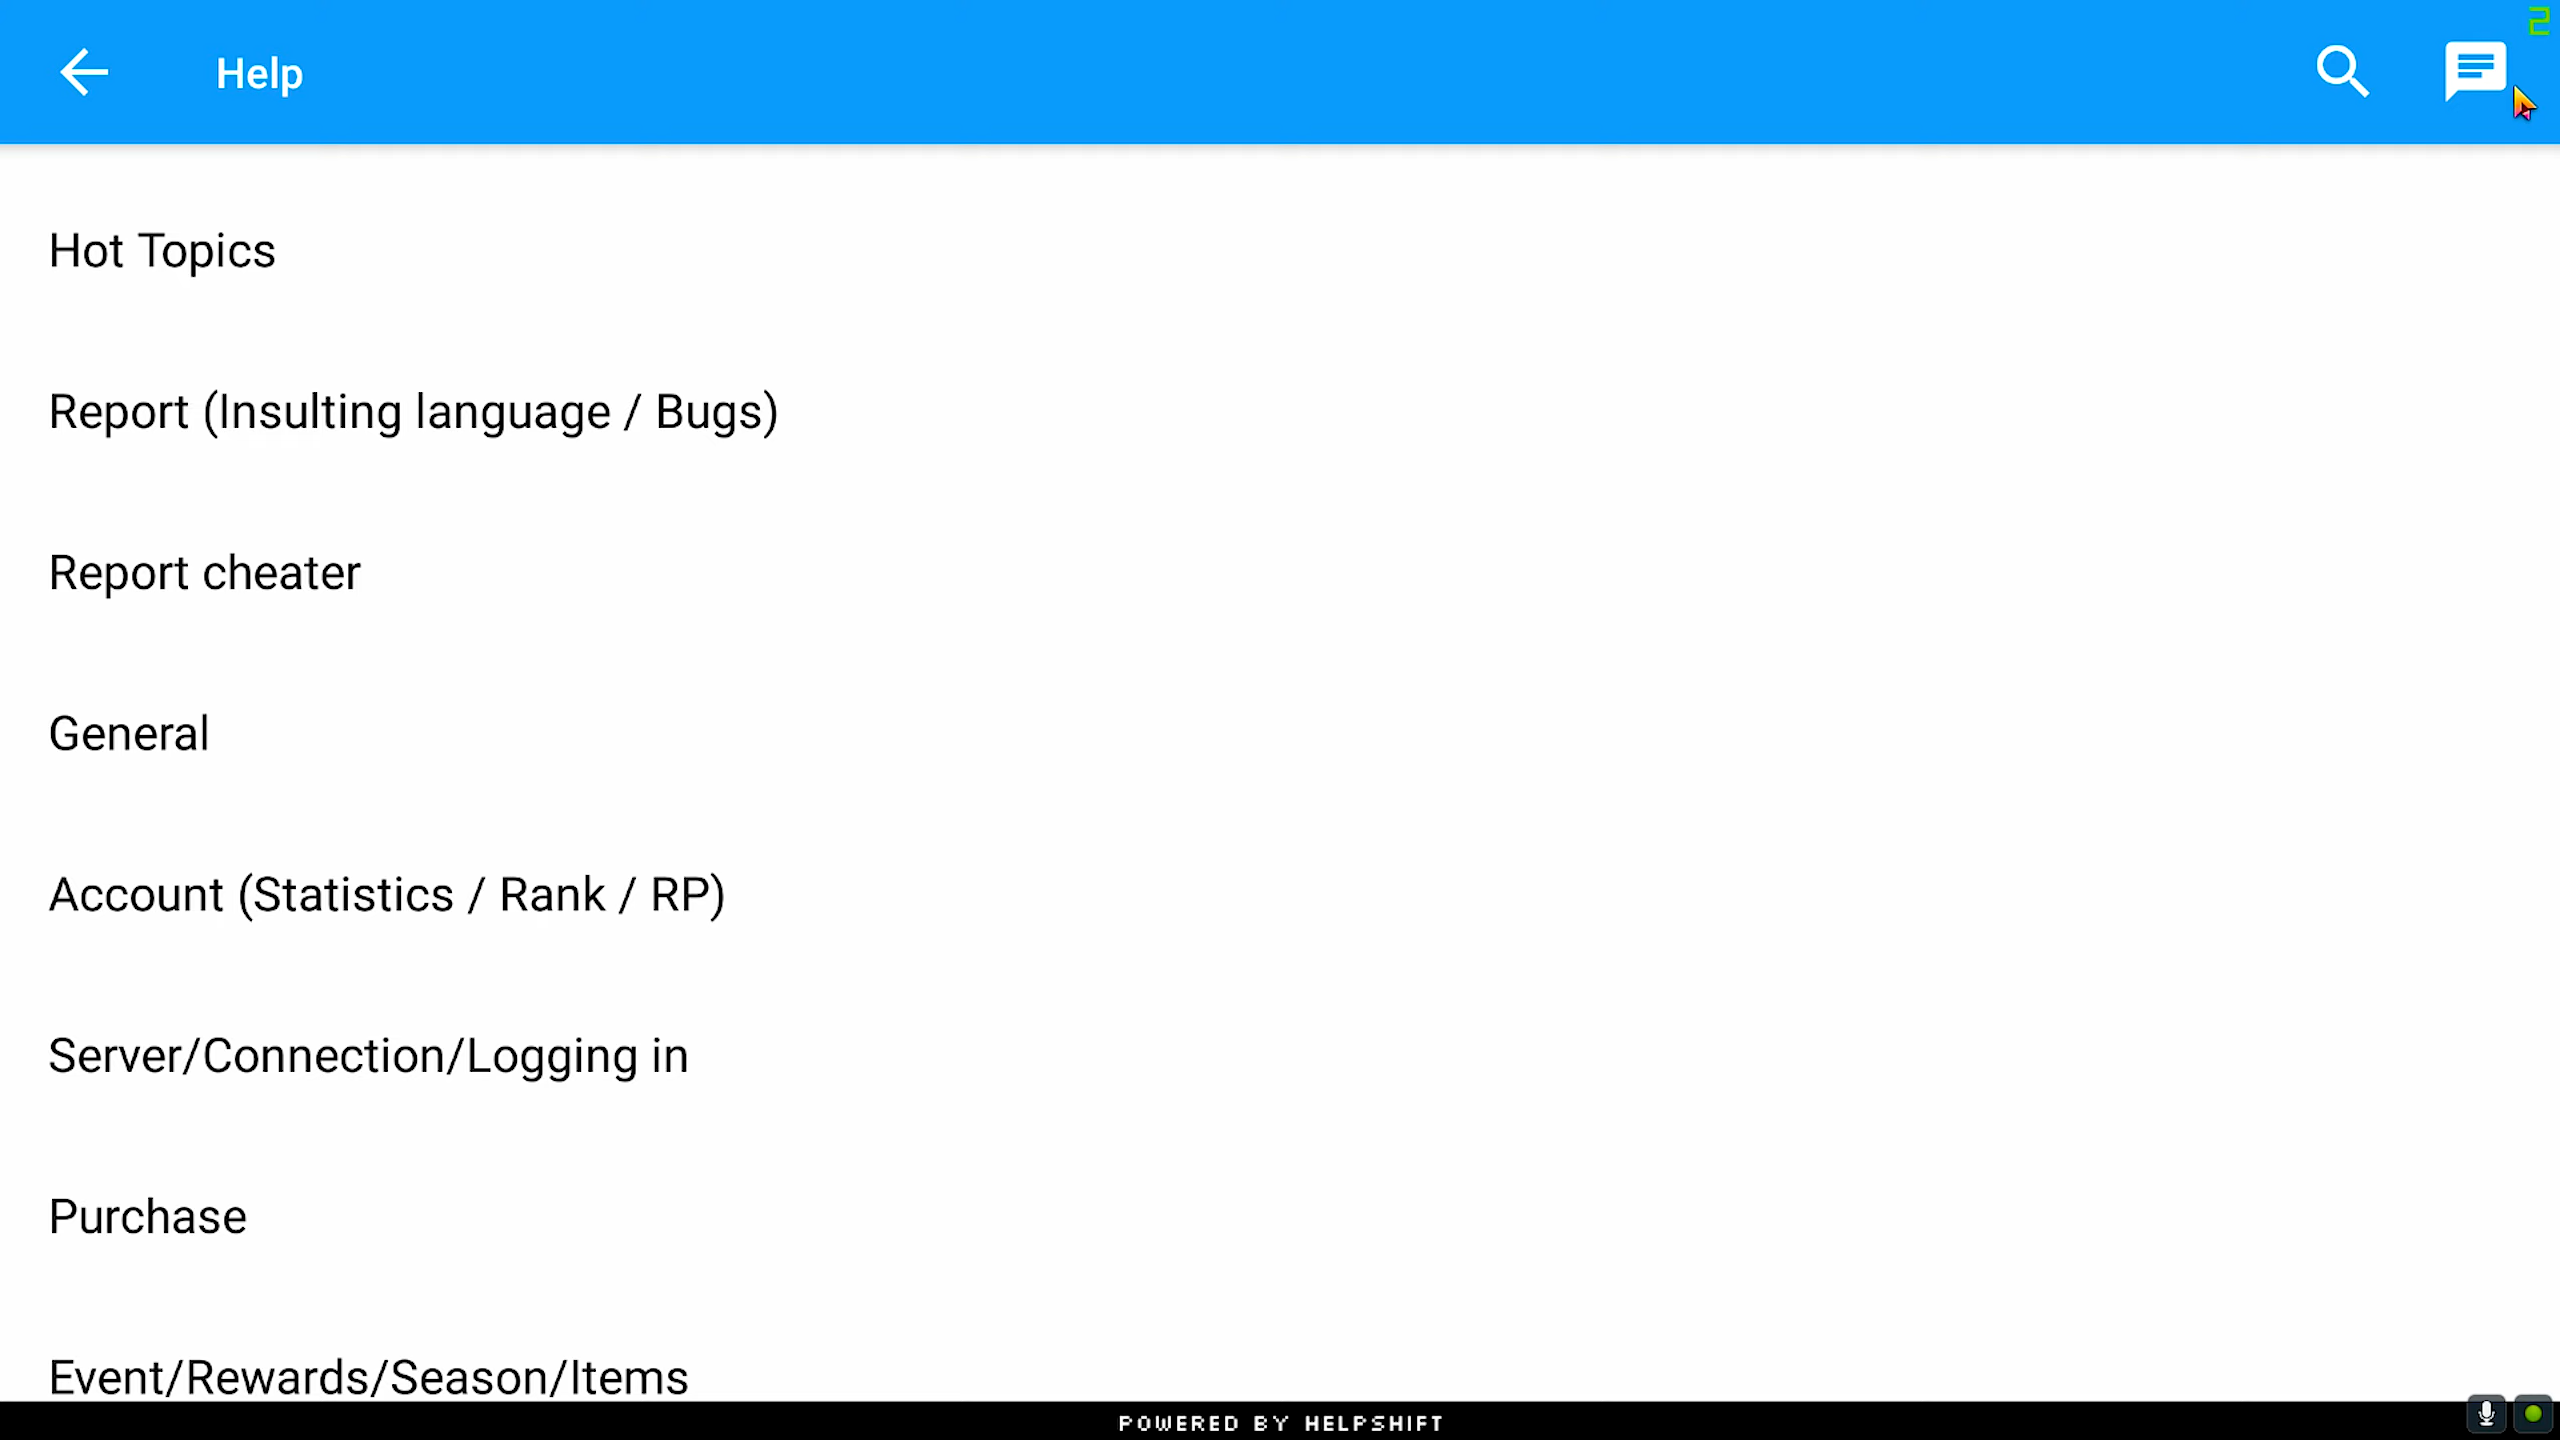 2
Help
Hot Topics
Report (Insulting language / Bugs)
Report cheater
General
Account (Statistics / Rank / RP)
Server/Connection/Logging in
Purchase
Event/Rewards/Season/Items
POWERED BY HELPSHIFT